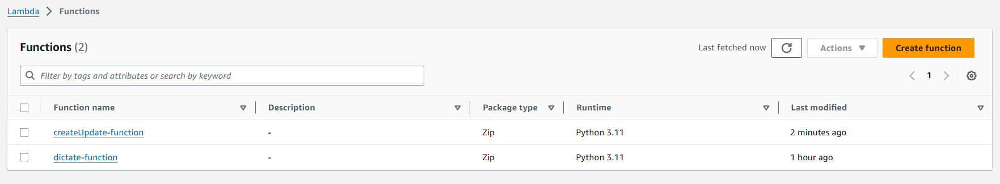 Lambda > Functions
Functions (2)
Last fetched now
Actions
Create function
Filter by tags and attributes or search by keyword
1
Function name Description Package type Runtime Last modified
createUpdate-function - Zip Python 3.11 2 minutes ago
dictate-function - Zip Python 3.11 1 hour ago